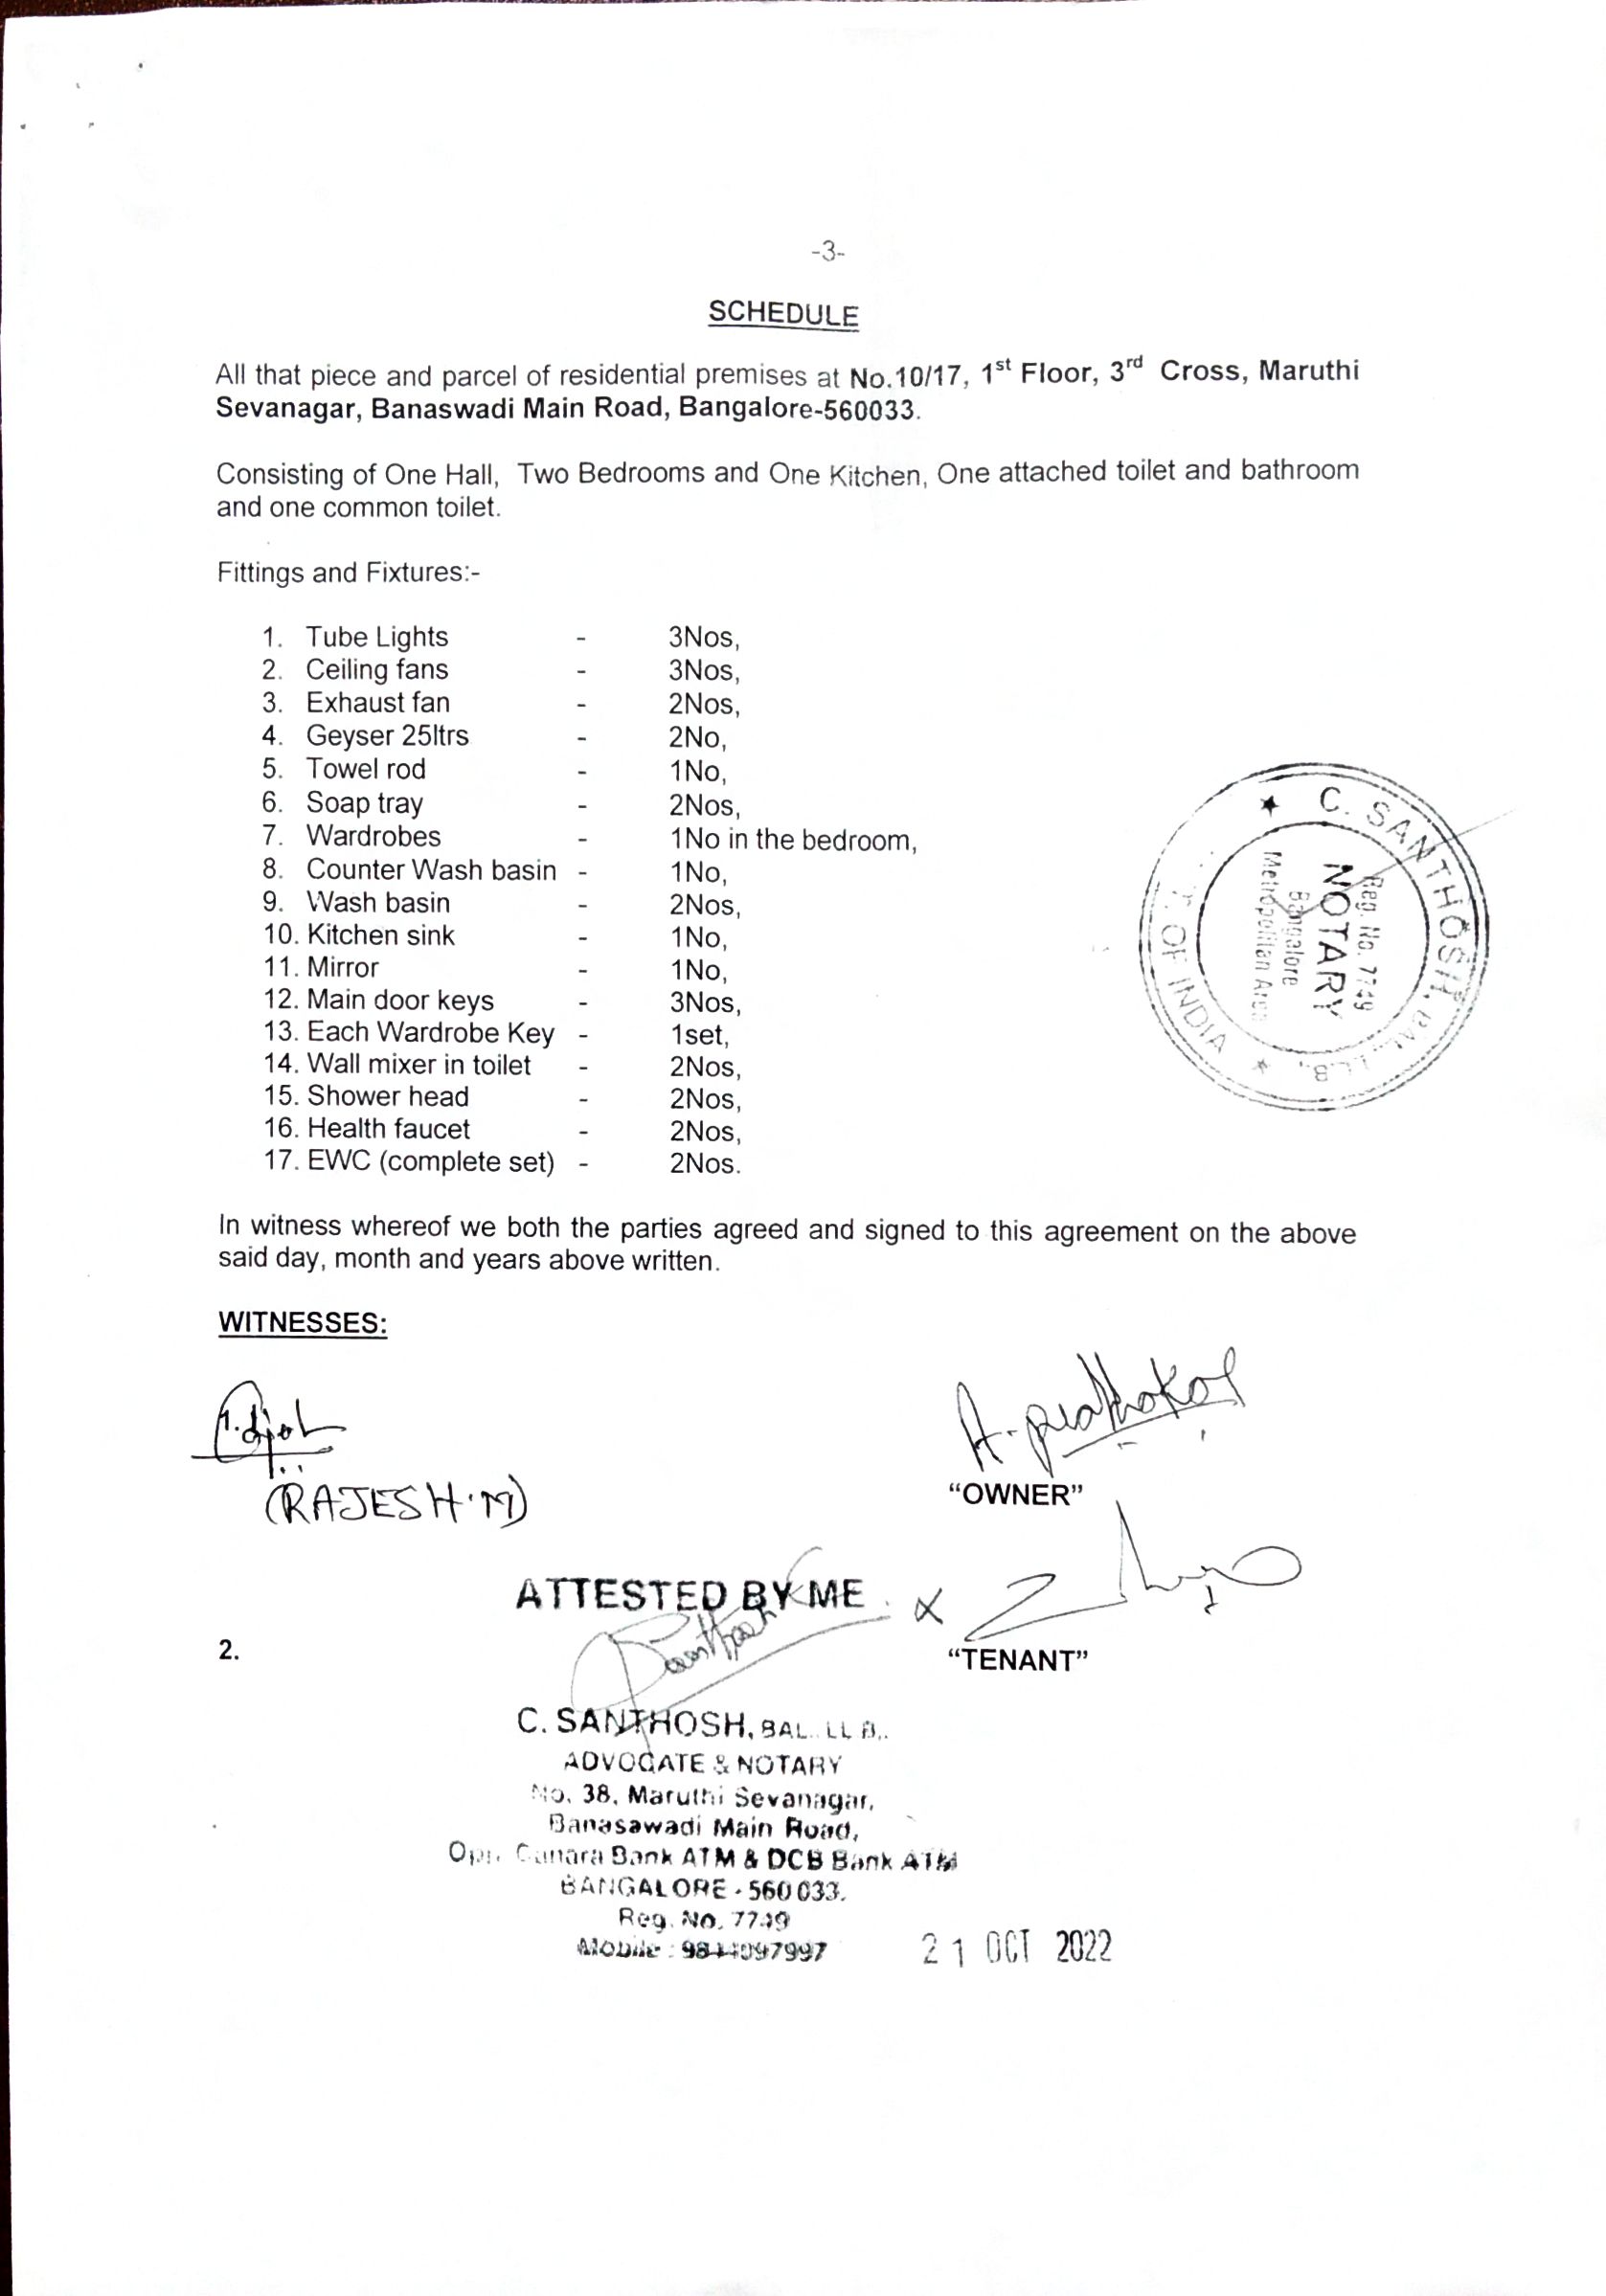 -3-
SCHEDULE
All that piece and parcel of residential premises at No.10/17, 1st Floor, 3rd Cross, Maruthi
Sevanagar, Banaswadi Main Road, Bangalore-560033.
Consisting of One Hall, Two Bedrooms and One Kitchen, One attached toilet and bathroom
and one common toilet.
Fittings and Fixtures:-
1. Tube Lights - 3Nos,
2. Ceiling fans - 3Nos,
3. Exhaust fan - 2Nos,
4. Geyser 25ltrs - 2No,
5. Towel rod - 1No,
6. Soap tray - 2Nos,
7. Wardrobes - 1No in the bedroom,
8. Counter Wash basin - 1No,
9. Wash basin - 2Nos,
10. Kitchen sink - 1No,
11. Mirror - 1No,
12. Main door keys - 3Nos,
13. Each Wardrobe Key - 1set,
14. Wall mixer in toilet - 2Nos,
15. Shower head - 2Nos,
16. Health faucet - 2Nos,
17. EWC (complete set) - 2Nos.
C. SANTHOSH, BAL., LLB.,
OF INDIA
Reg. No. 7749
NOTARY
Bangalore
Metropolitan Area
In witness whereof we both the parties agreed and signed to this agreement on the above
said day, month and years above written.
WITNESSES:
1.
(RAJESH.M)
A. Prabhakar
"OWNER"
ATTESTED BY ME
x
Santhosh
2.
"TENANT"
C. SANTHOSH, BAL., LL.B.,
ADVOCATE & NOTARY
No. 38, Maruthi Sevanagar,
Banasawadi Main Road,
Opp. Canara Bank ATM & DCB Bank ATM
BANGALORE - 560 033.
Reg. No. 7749
Mobile :
21 OCT 2022